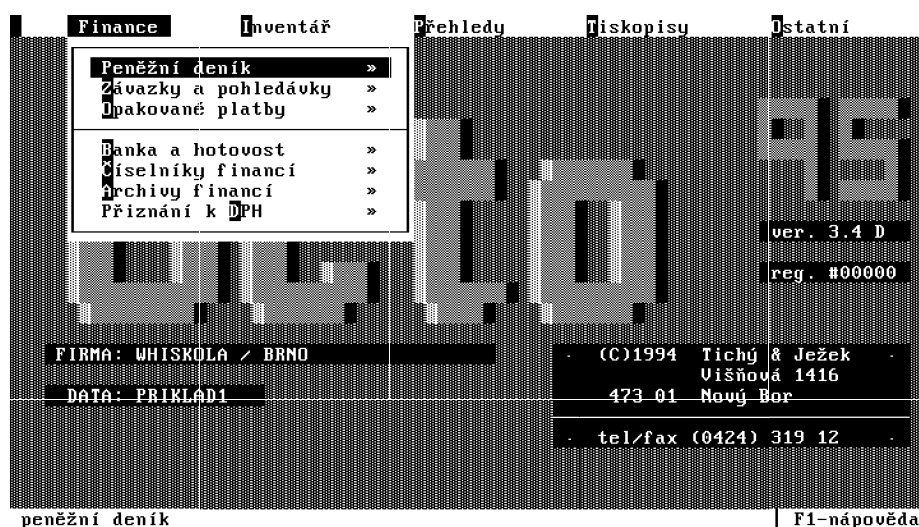 Finance Inventář Přehledy Tiskopisy Ostatní
Peněžní deník »
Závazky a pohledávky »
Opakované platby »
Banka a hotovost »
Číselníky financí »
Archivy financí »
Přiznání k DPH »
účto 95
ver. 3.4 D
reg. #00000
FIRMA: WHISKOLA / BRNO
DATA: PRIKLAD1
(C)1994 Tichý & Ježek
Višňová 1416
473 01 Nový Bor
tel/fax (0424) 319 12
peněžní deník F1-nápověda